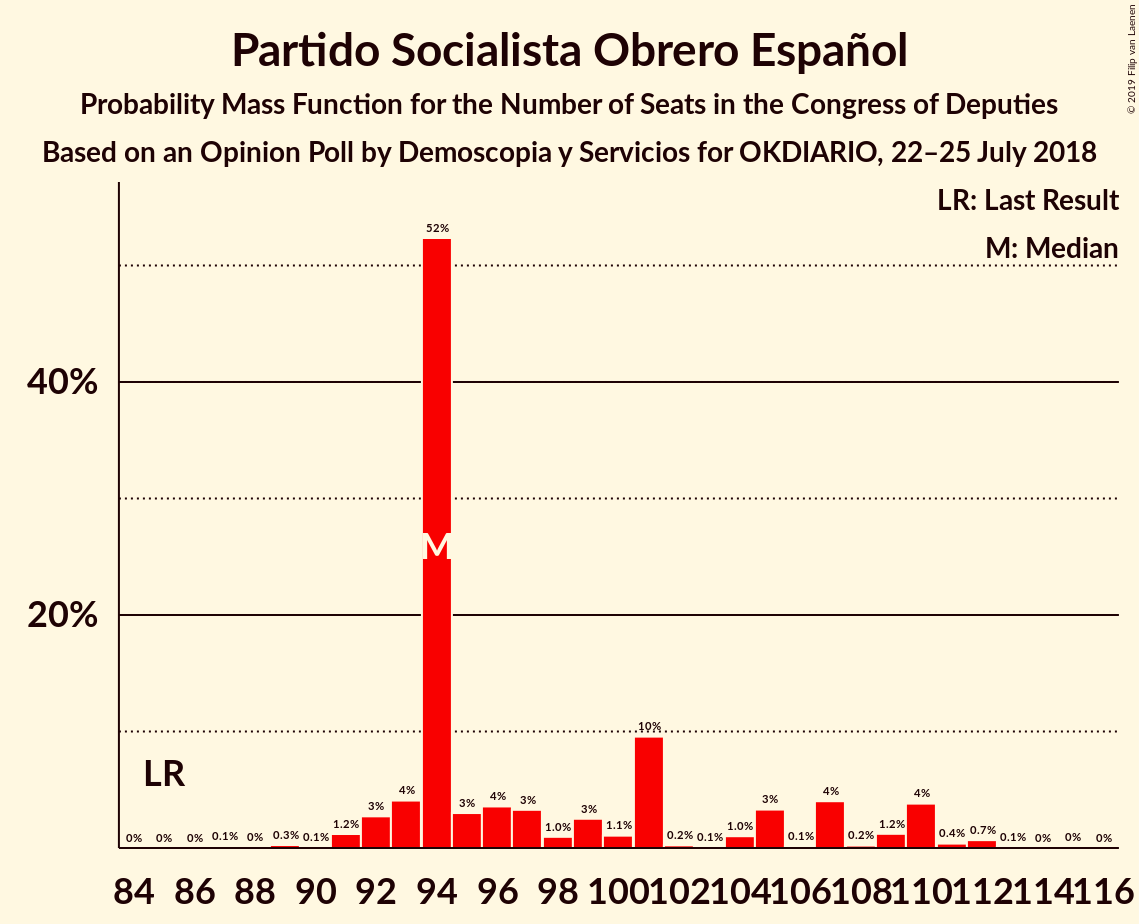 Partido Socialista Obrero Español
Probability Mass Function for the Number of Seats in the Congress of Deputies
Based on an Opinion Poll by Demoscopia y Servicios for OKDIARIO, 22–25 July 2018
© 2019 Filip van Laenen
LR: Last Result
M: Median
40%
20%
LR
M
0% 0% 0% 0.1% 0% 0.3% 0.1% 1.2% 3% 4% 52% 3% 4% 3% 1.0% 3% 1.1% 10% 0.2% 0.1% 1.0% 3% 0.1% 4% 0.2% 1.2% 4% 0.4% 0.7% 0.1% 0% 0% 0%
84 86 88 90 92 94 96 98 100 102 104 106 108 110 112 114 116